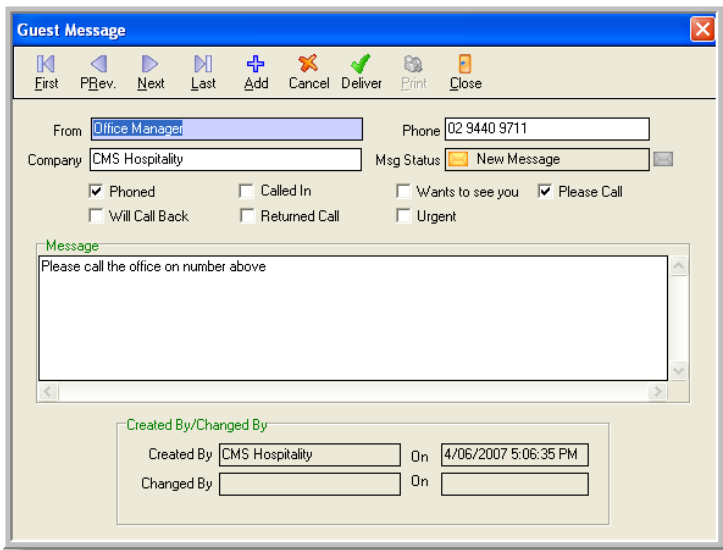 Guest Message
First PRev. Next Last Add Cancel Deliver Print Close
From Office Manager Phone 02 9440 9711
Company CMS Hospitality Msg Status New Message
Phoned Called In Wants to see you Please Call
Will Call Back Returned Call Urgent
Message
Please call the office on number above
Created By/Changed By
Created By CMS Hospitality On 4/06/2007 5:06:35 PM
Changed By On